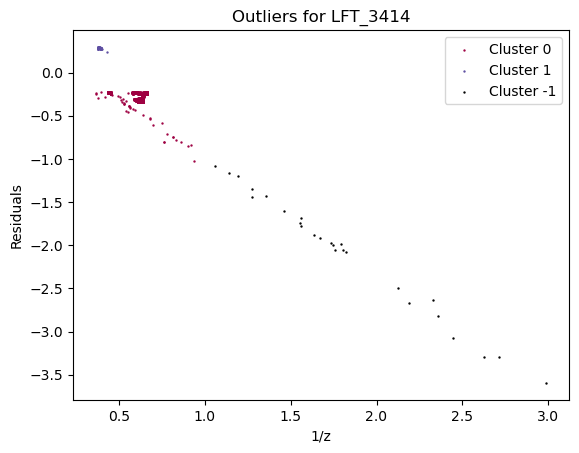 Outliers for LFT_3414
Cluster 0
Cluster 1
Cluster -1
0.0
−0.5
−1.0
−1.5
−2.0
−2.5
−3.0
−3.5
Residuals
0.5 1.0 1.5 2.0 2.5 3.0
1/z